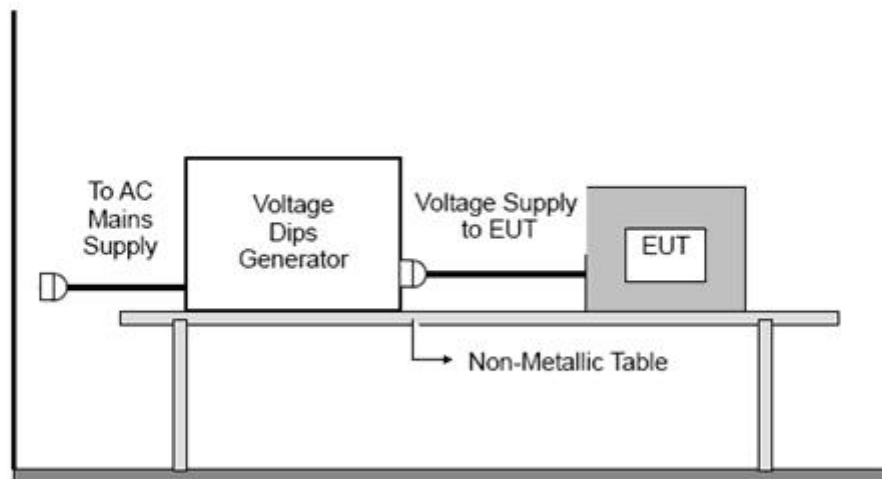 To AC
Mains
Supply
Voltage
Dips
Generator
Voltage Supply
to EUT
EUT
Non-Metallic Table